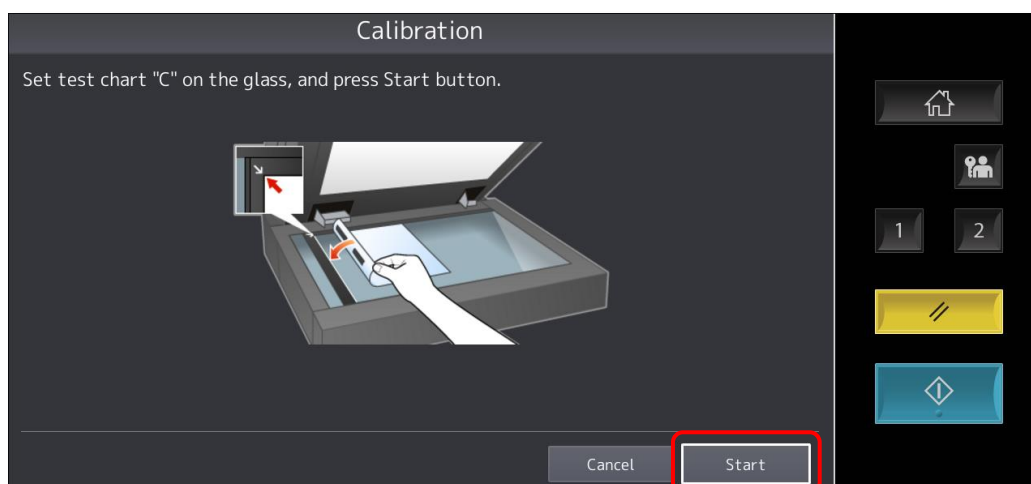 Calibration
Set test chart "C" on the glass, and press Start button.
1 2
Cancel Start